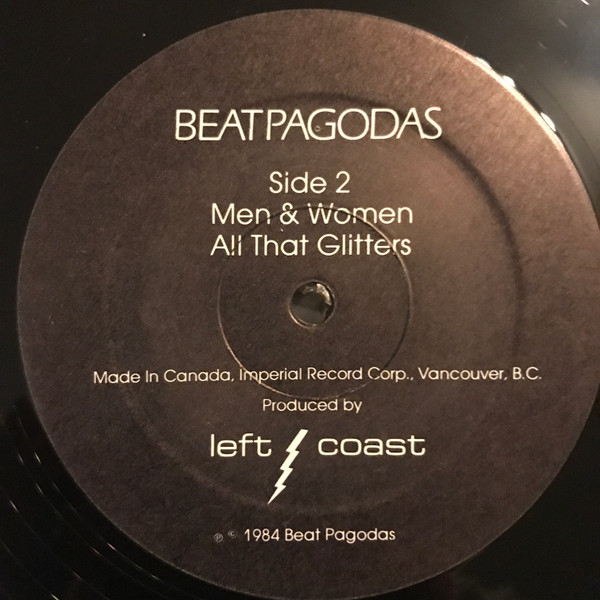 BEATPAGODAS
Side 2
Men & Women
All That Glitters
Made In Canada, Imperial Record Corp., Vancouver, B.C.
Produced by
left coast
℗ © 1984 Beat Pagodas